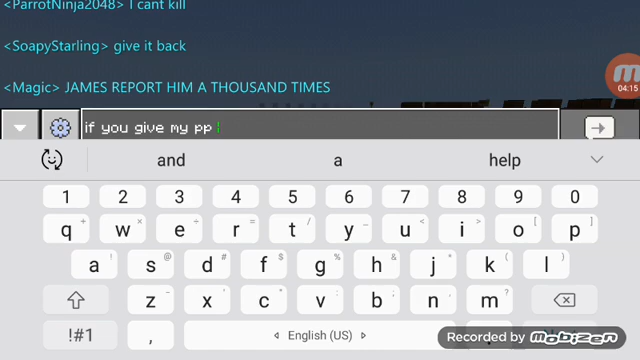 <ParrotNinja2048> I cant kill
<SoapyStarling> give it back
<Magic> JAMES REPORT HIM A THOUSAND TIMES
04:15
if you give my pp
and a help
1 2 3 4 5 6 7 8 9 0
q + w × e ÷ r = t / y _ u < i > o [ p ]
a ! s @ d # f $ g % h ^ j * k ( l )
z - x ' c " v : b ; n , m ?
!#1 , English (US)
Recorded by mobizen